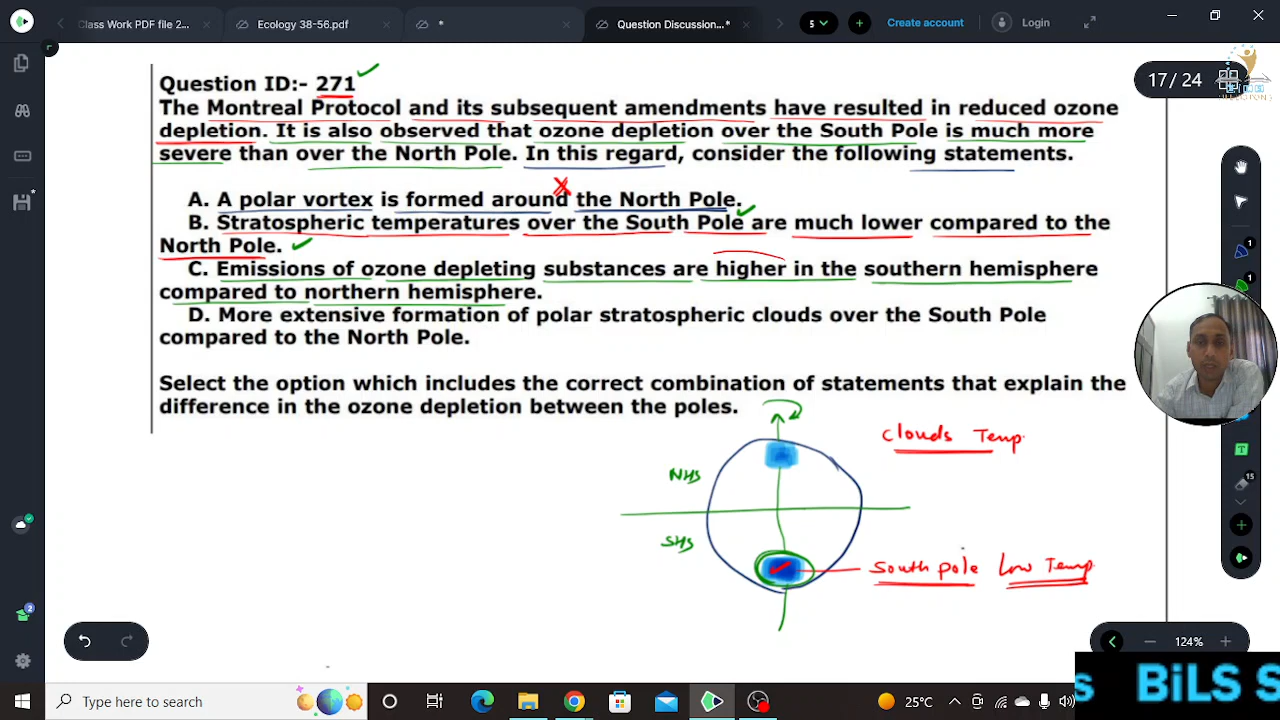 Class Work PDF file 2
Ecology 38-56.pdf
*
Question Discussion...*
5
Create account
Login
17 / 24
Question ID:- 271
The Montreal Protocol and its subsequent amendments have resulted in reduced ozone
depletion. It is also observed that ozone depletion over the South Pole is much more
severe than over the North Pole. In this regard, consider the following statements.
A. A polar vortex is formed around the North Pole.
B. Stratospheric temperatures over the South Pole are much lower compared to the
North Pole.
C. Emissions of ozone depleting substances are higher in the southern hemisphere
compared to northern hemisphere.
D. More extensive formation of polar stratospheric clouds over the South Pole
compared to the North Pole.
Select the option which includes the correct combination of statements that explain the
difference in the ozone depletion between the poles.
Clouds Temp
NHS
SHS
South pole Low Temp
1
1
15
2
124%
s BiLS S
Type here to search
25°C